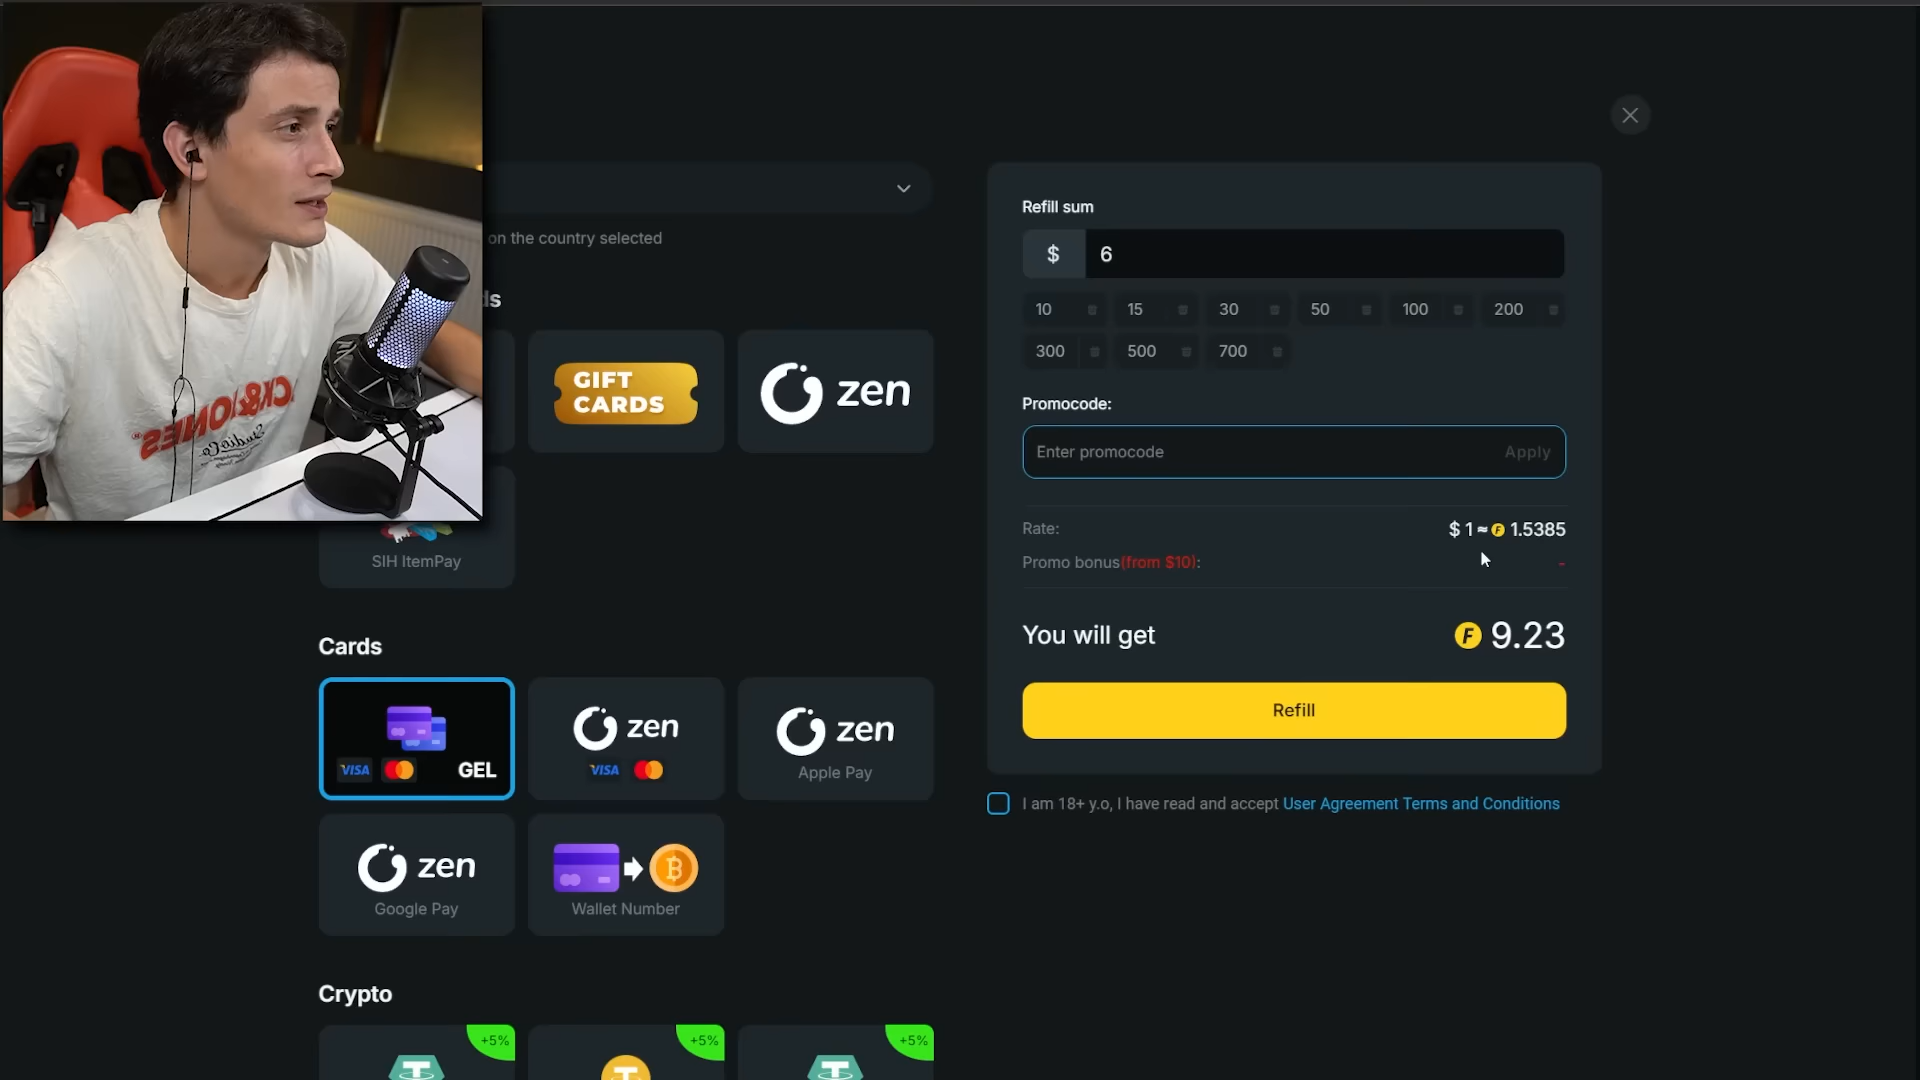 on the country selected
ds
GIFT
CARDS
zen
SIH ItemPay
Cards
VISA
GEL
zen
VISA
zen
Apple Pay
zen
Google Pay
Wallet Number
Crypto
+5%
+5%
+5%
Refill sum
$ 6
10 15 30 50 100 200
300 500 700
Promocode:
Enter promocode Apply
Rate: $ 1 ≈ F 1.5385
Promo bonus(from $10): -
You will get F 9.23
Refill
I am 18+ y.o, I have read and accept User Agreement Terms and Conditions